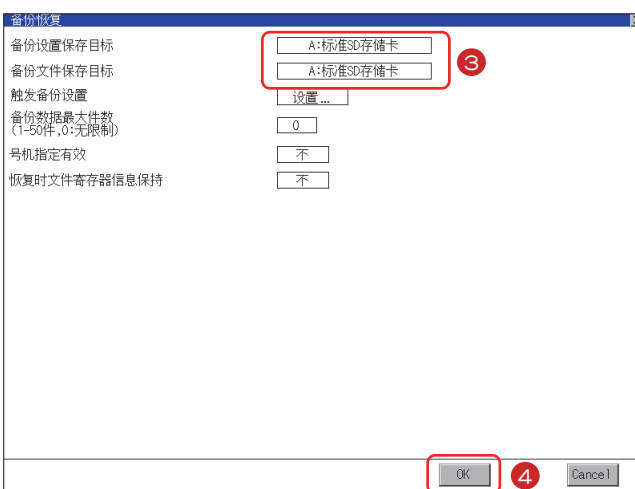 备份恢复
备份设置保存目标 A:标准SD存储卡
备份文件保存目标 A:标准SD存储卡
3
触发备份设置 设置...
备份数据最大件数
(1-50件,0:无限制) 0
号机指定有效 不
恢复时文件寄存器信息保持 不
OK 4 Cancel